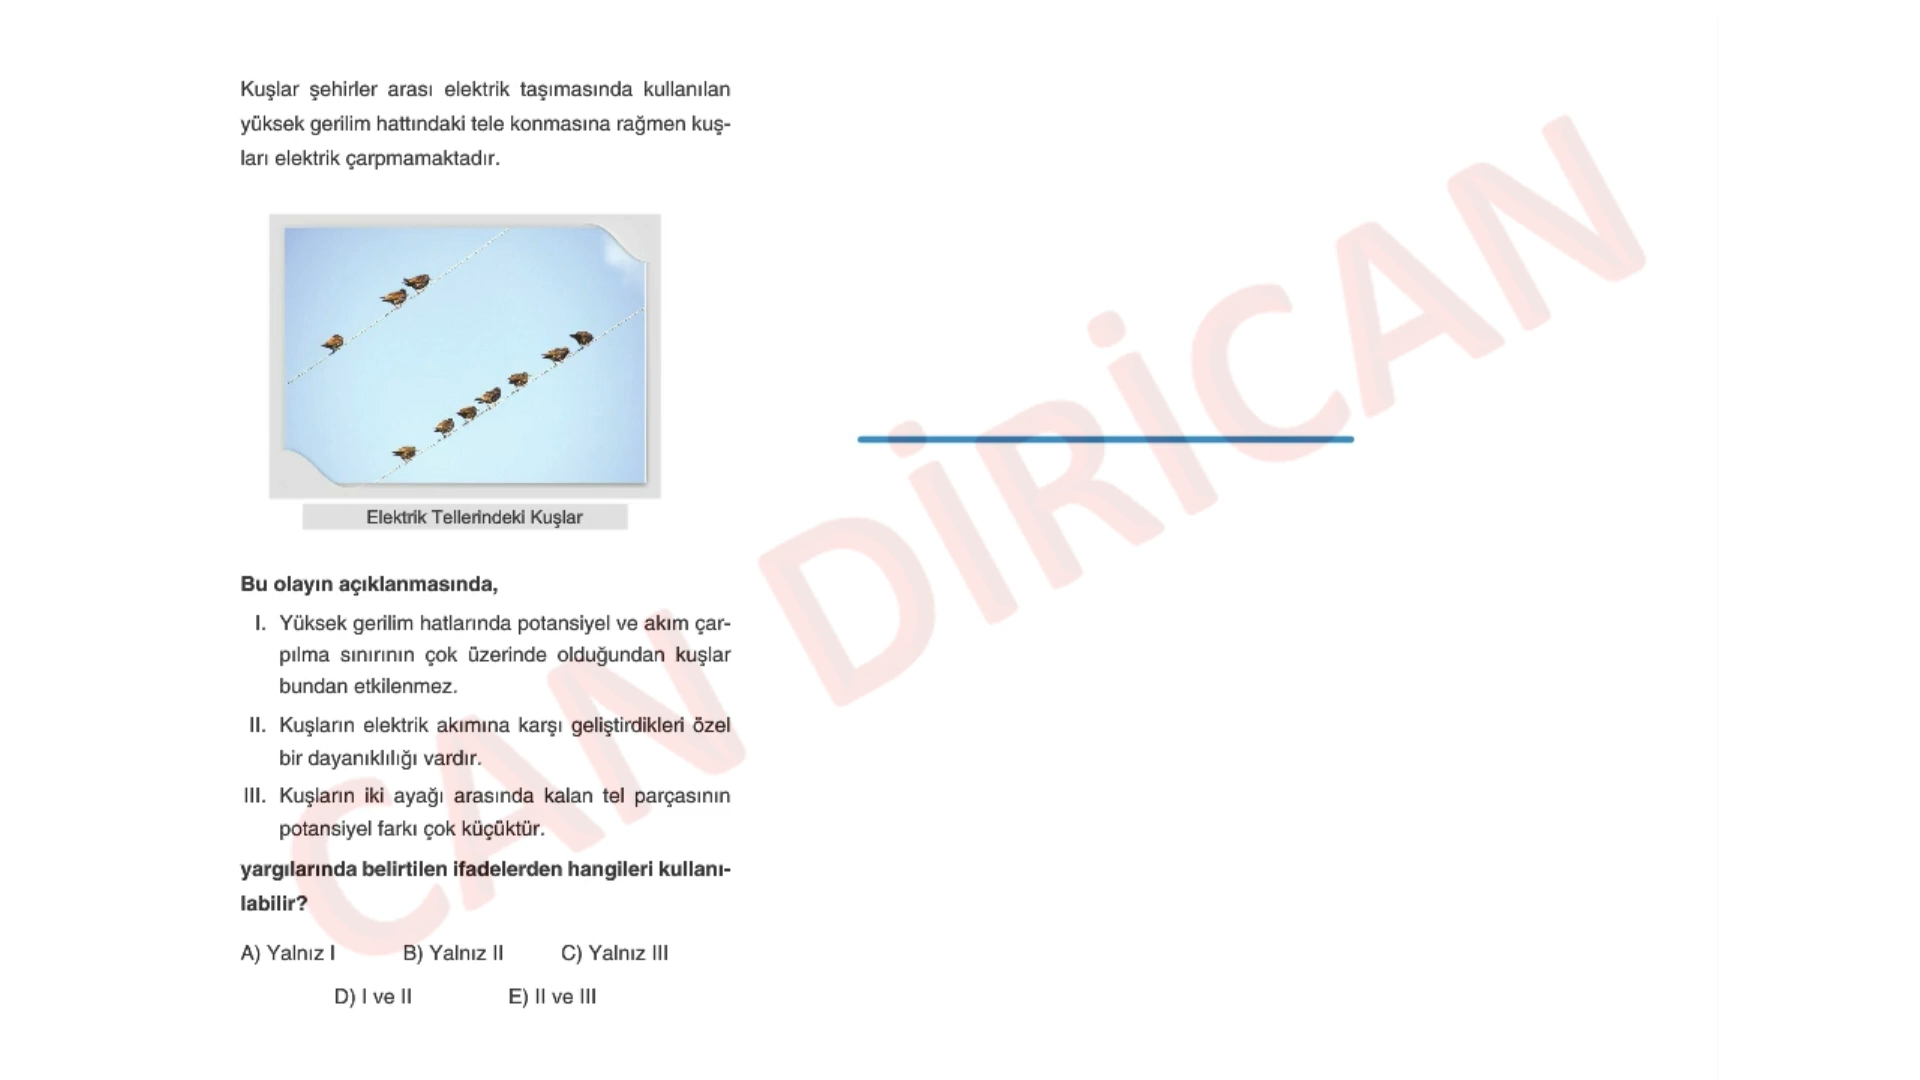 Kuşlar şehirler arası elektrik taşımasında kullanılan
yüksek gerilim hattındaki tele konmasına rağmen kuş-
ları elektrik çarpmamaktadır.
Elektrik Tellerindeki Kuşlar
Bu olayın açıklanmasında,
I. Yüksek gerilim hatlarında potansiyel ve akım çar-
pılma sınırının çok üzerinde olduğundan kuşlar
bundan etkilenmez.
II. Kuşların elektrik akımına karşı geliştirdikleri özel
bir dayanıklılığı vardır.
III. Kuşların iki ayağı arasında kalan tel parçasının
potansiyel farkı çok küçüktür.
yargılarında belirtilen ifadelerden hangileri kullanı-
labilir?
A) Yalnız I B) Yalnız II C) Yalnız III
D) I ve II E) II ve III
CAN DİRİCAN